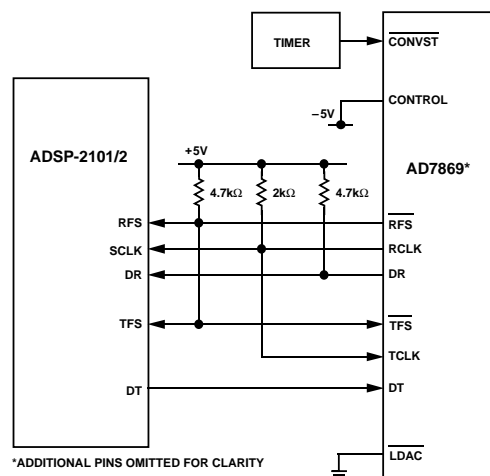 TIMER
CONVST
CONTROL
–5V
ADSP-2101/2
AD7869*
+5V
4.7kΩ 2kΩ 4.7kΩ
RFS RFS
SCLK RCLK
DR DR
TFS TFS
TCLK
DT DT
LDAC
*ADDITIONAL PINS OMITTED FOR CLARITY